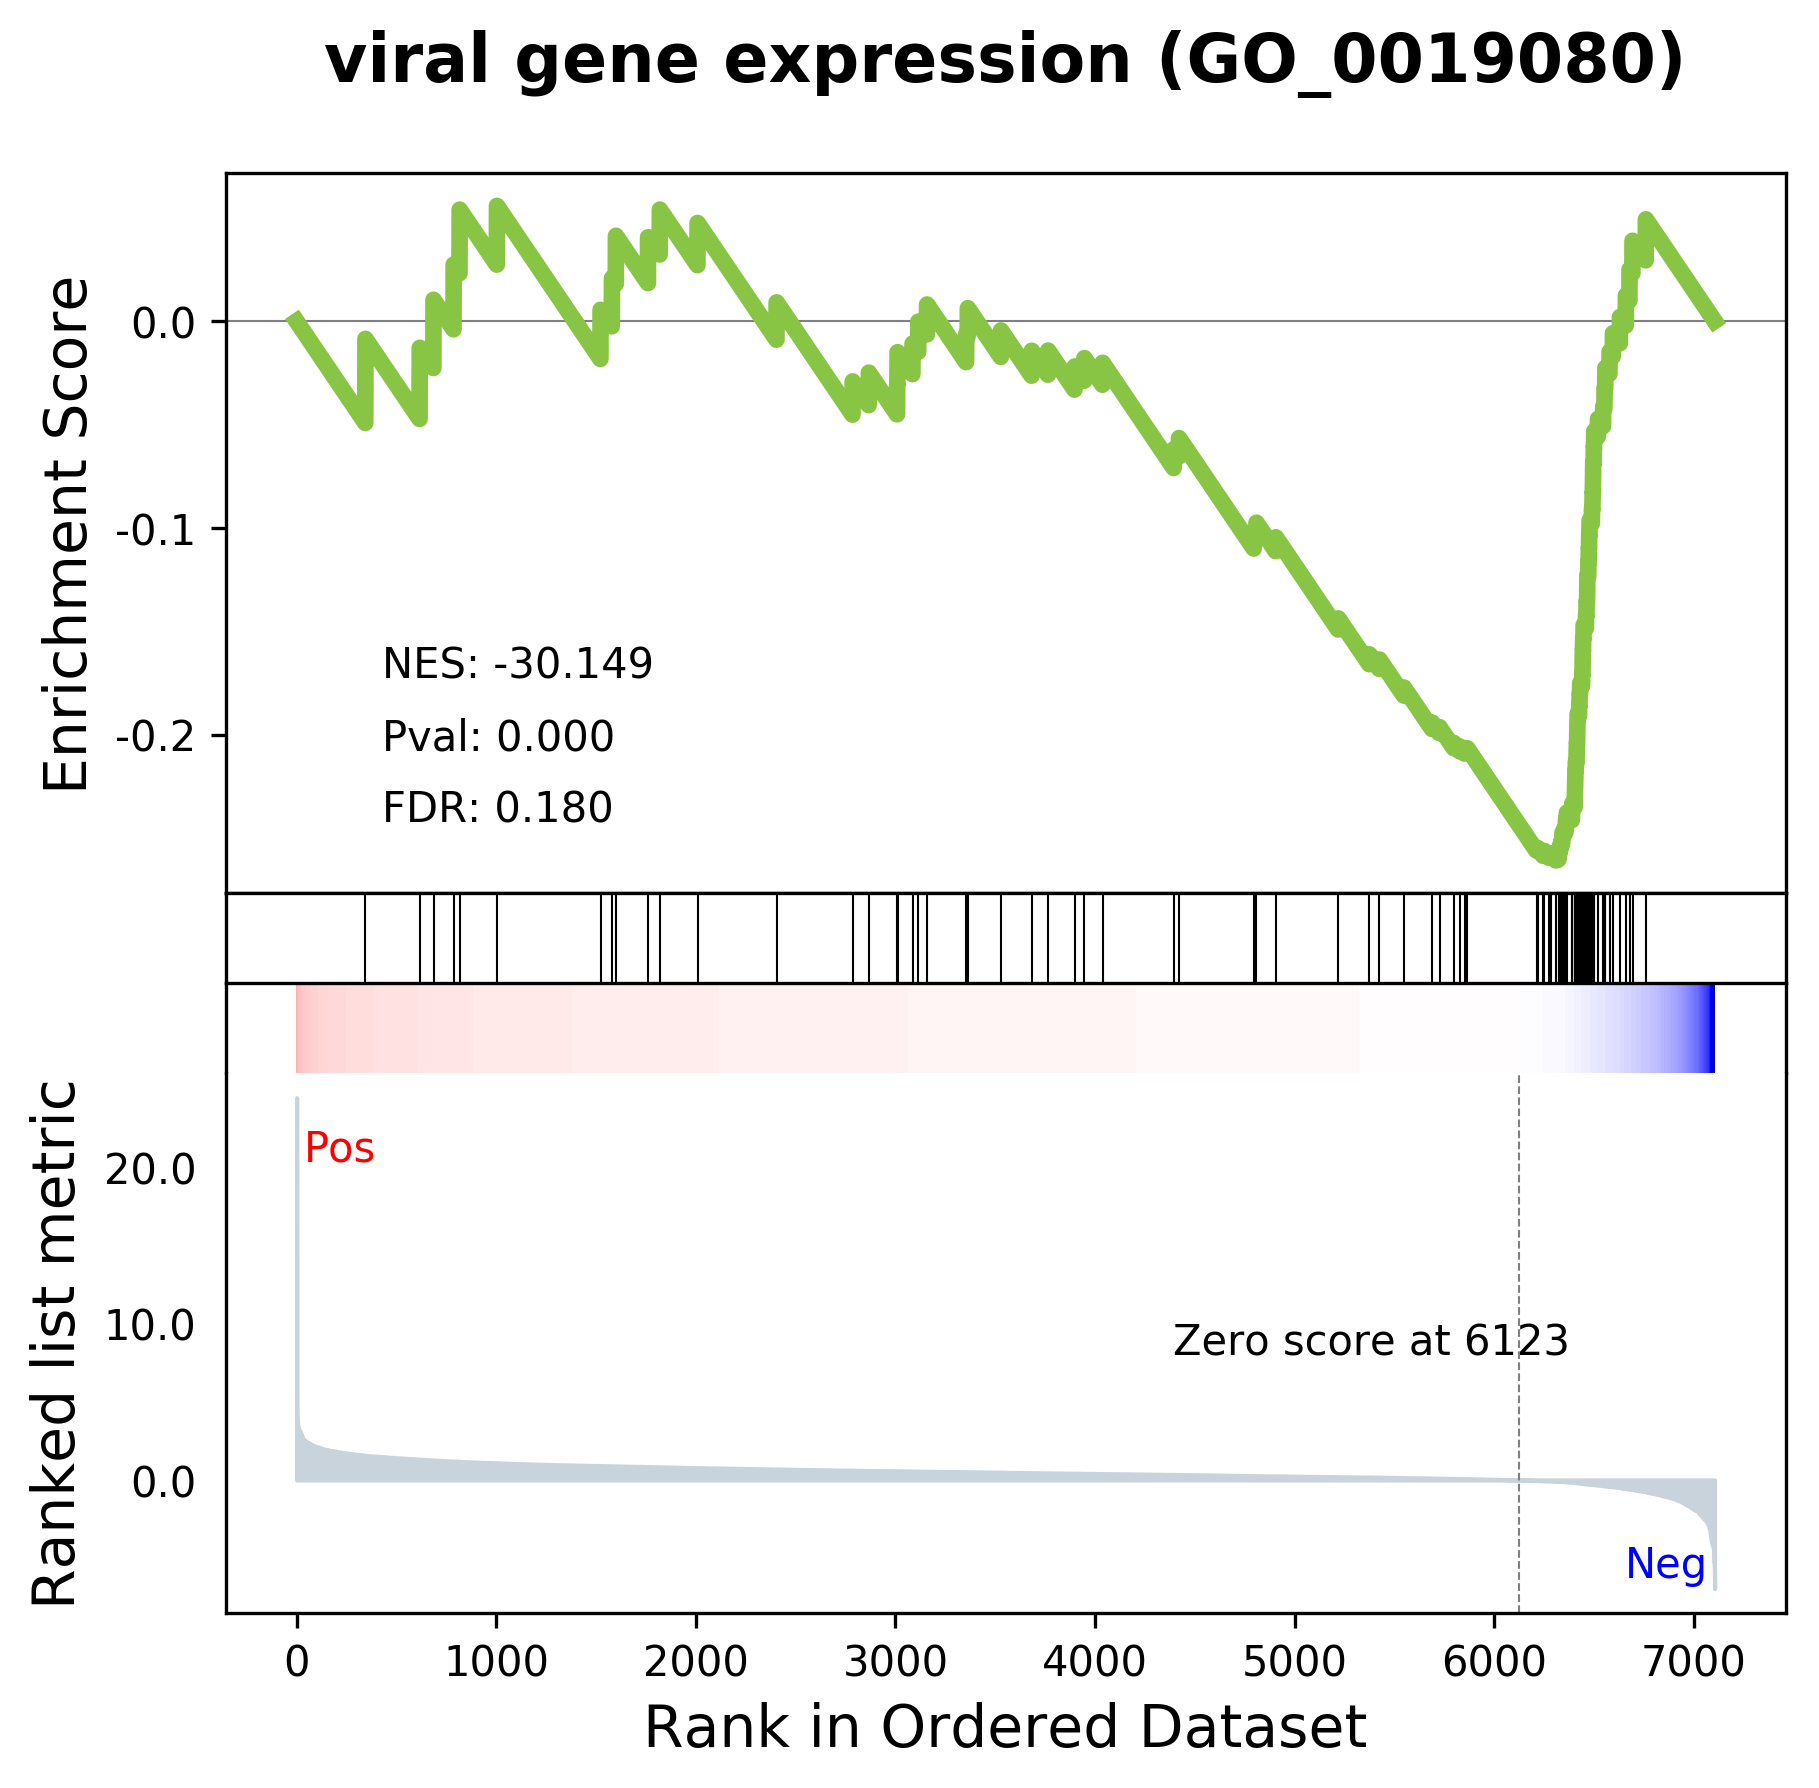 viral gene expression (GO_0019080)
Enrichment Score
0.0
-0.1
-0.2
NES: -30.149
Pval: 0.000
FDR: 0.180
Ranked list metric
20.0
10.0
0.0
Pos
Zero score at 6123
Neg
0 1000 2000 3000 4000 5000 6000 7000
Rank in Ordered Dataset